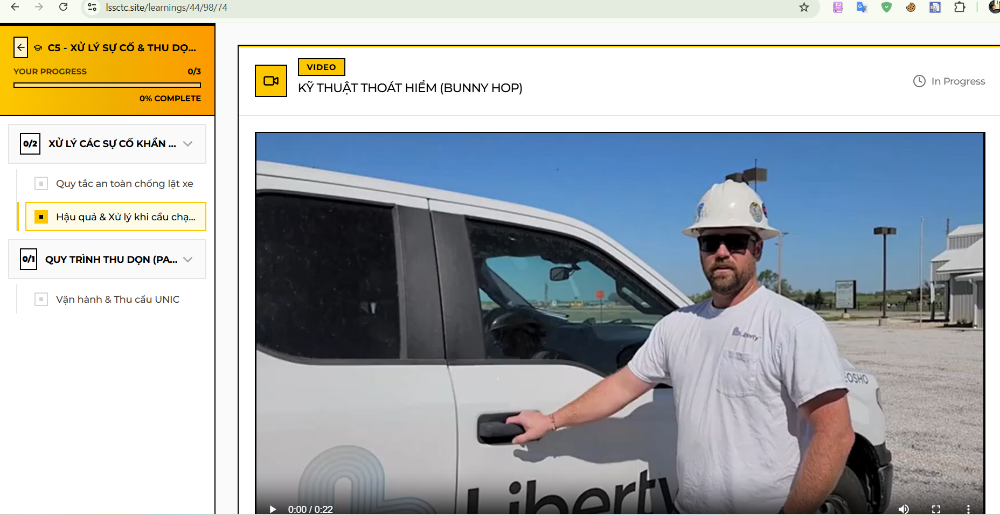 lssctc.site/learnings/44/98/74
C5 - XỬ LÝ SỰ CỐ & THU DỌ...
YOUR PROGRESS 0/3
0% COMPLETE
0/2 XỬ LÝ CÁC SỰ CỐ KHẨN ...
Quy tắc an toàn chống lật xe
Hậu quả & Xử lý khi cẩu chạ...
0/1 QUY TRÌNH THU DỌN (PA...
Vận hành & Thu cẩu UNIC
VIDEO
KỸ THUẬT THOÁT HIỂM (BUNNY HOP)
In Progress
Liberty
EOSHO
Liberty
0:00 / 0:22